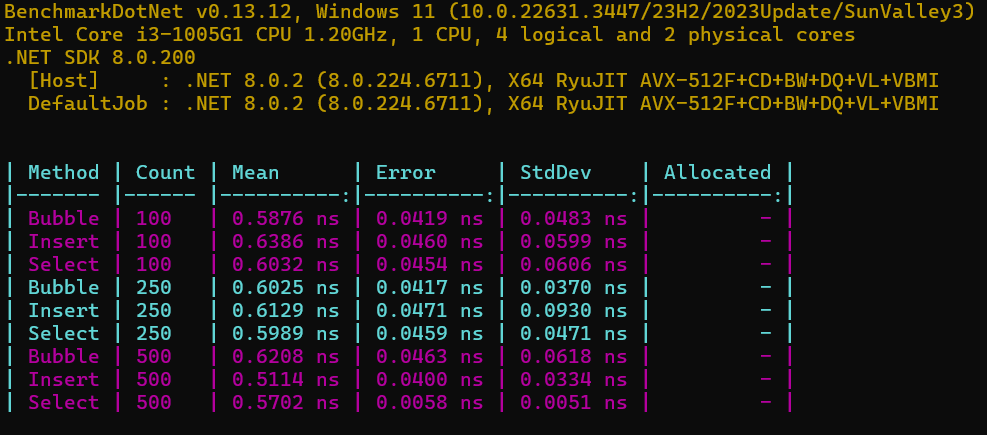 BenchmarkDotNet v0.13.12, Windows 11 (10.0.22631.3447/23H2/2023Update/SunValley3)
Intel Core i3-1005G1 CPU 1.20GHz, 1 CPU, 4 logical and 2 physical cores
.NET SDK 8.0.200
  [Host]     : .NET 8.0.2 (8.0.224.6711), X64 RyuJIT AVX-512F+CD+BW+DQ+VL+VBMI
  DefaultJob : .NET 8.0.2 (8.0.224.6711), X64 RyuJIT AVX-512F+CD+BW+DQ+VL+VBMI
| Method | Count | Mean      | Error     | StdDev    | Allocated |
|------- |------ |----------:|----------:|----------:|----------:|
| Bubble | 100   | 0.5876 ns | 0.0419 ns | 0.0483 ns |         - |
| Insert | 100   | 0.6386 ns | 0.0460 ns | 0.0599 ns |         - |
| Select | 100   | 0.6032 ns | 0.0454 ns | 0.0606 ns |         - |
| Bubble | 250   | 0.6025 ns | 0.0417 ns | 0.0370 ns |         - |
| Insert | 250   | 0.6129 ns | 0.0471 ns | 0.0930 ns |         - |
| Select | 250   | 0.5989 ns | 0.0459 ns | 0.0471 ns |         - |
| Bubble | 500   | 0.6208 ns | 0.0463 ns | 0.0618 ns |         - |
| Insert | 500   | 0.5114 ns | 0.0400 ns | 0.0334 ns |         - |
| Select | 500   | 0.5702 ns | 0.0058 ns | 0.0051 ns |         - |